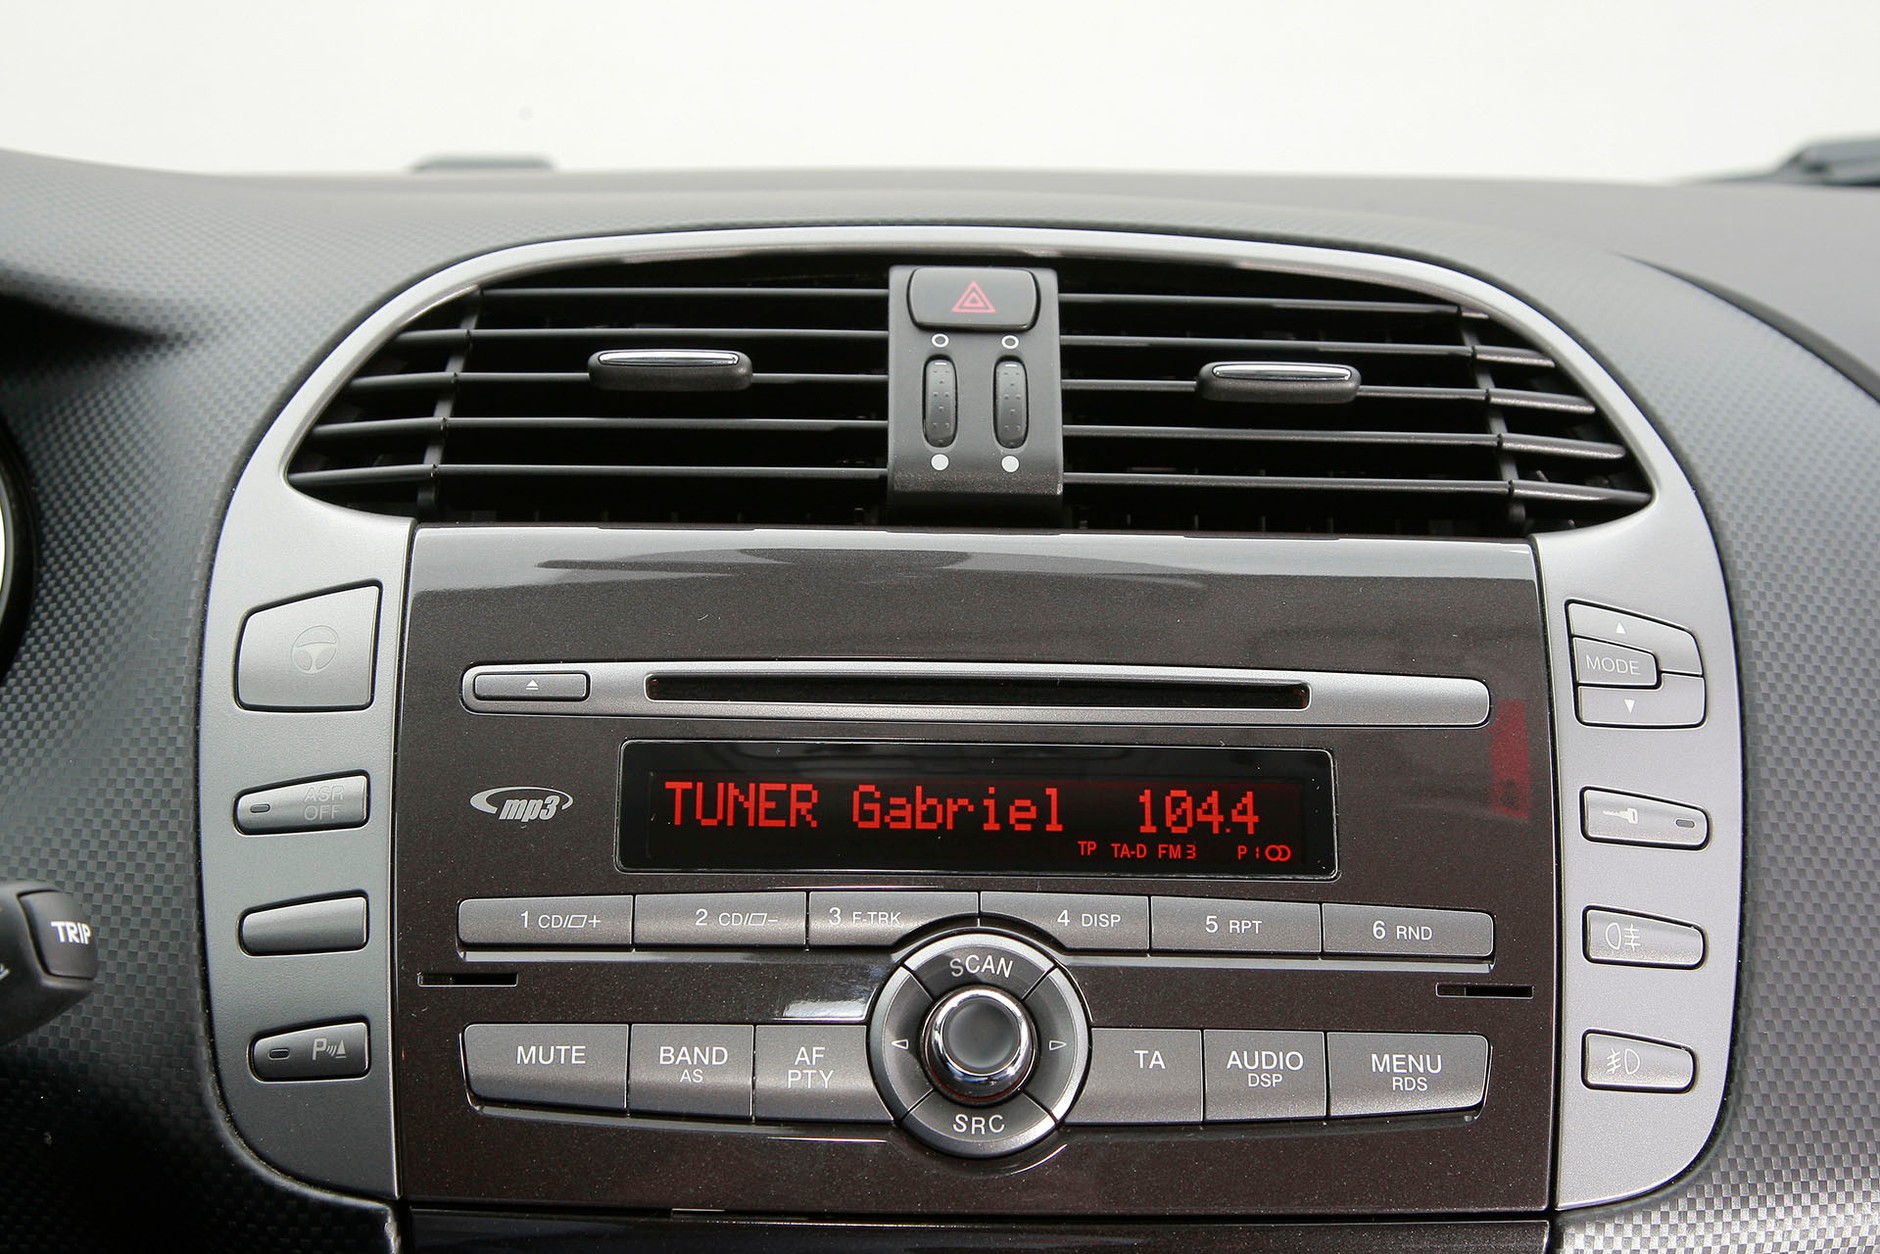 MODE
mp3
TUNER Gabriel 104.4
TP TA-D FM3 P1
ASR
OFF
1 CD/+ 2 CD/- 3 F-TRK 4 DISP 5 RPT 6 RND
TRIP
SCAN
MUTE BAND AF TA AUDIO MENU
AS PTY DSP RDS
P
SRC